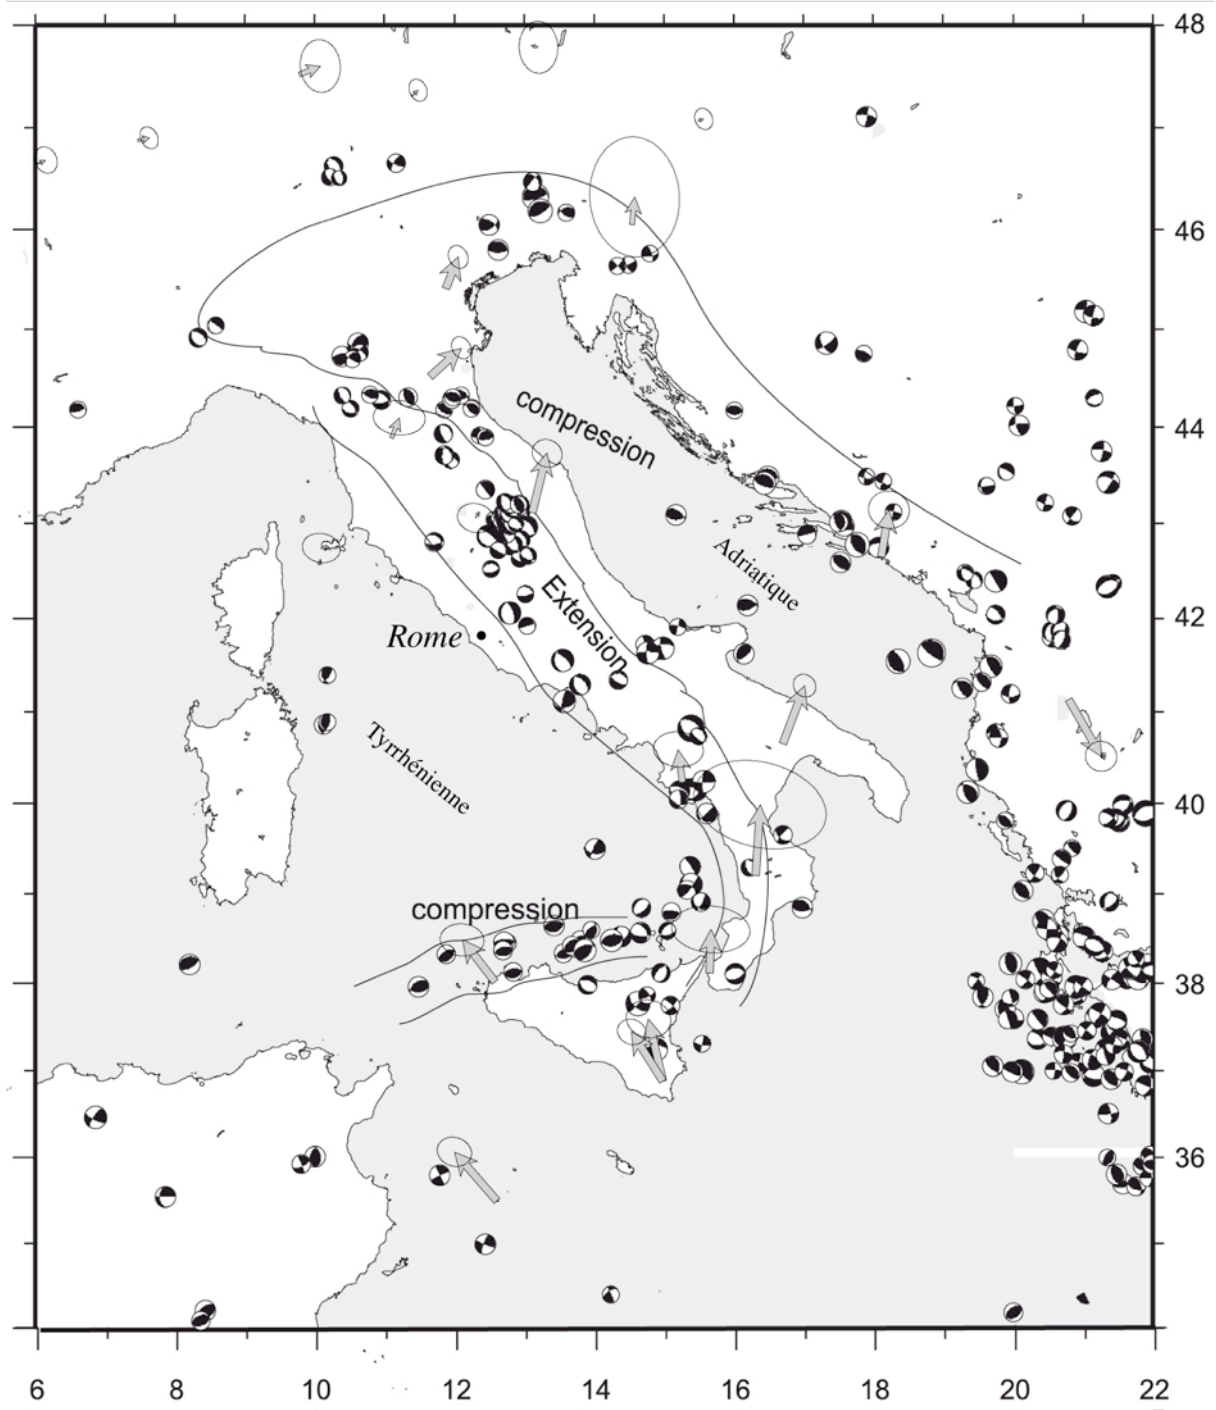 48
46
compression
44
Adriatique
Extension
42
Rome
Tyrrhénienne
40
compression
38
36
6 8 10 12 14 16 18 20 22